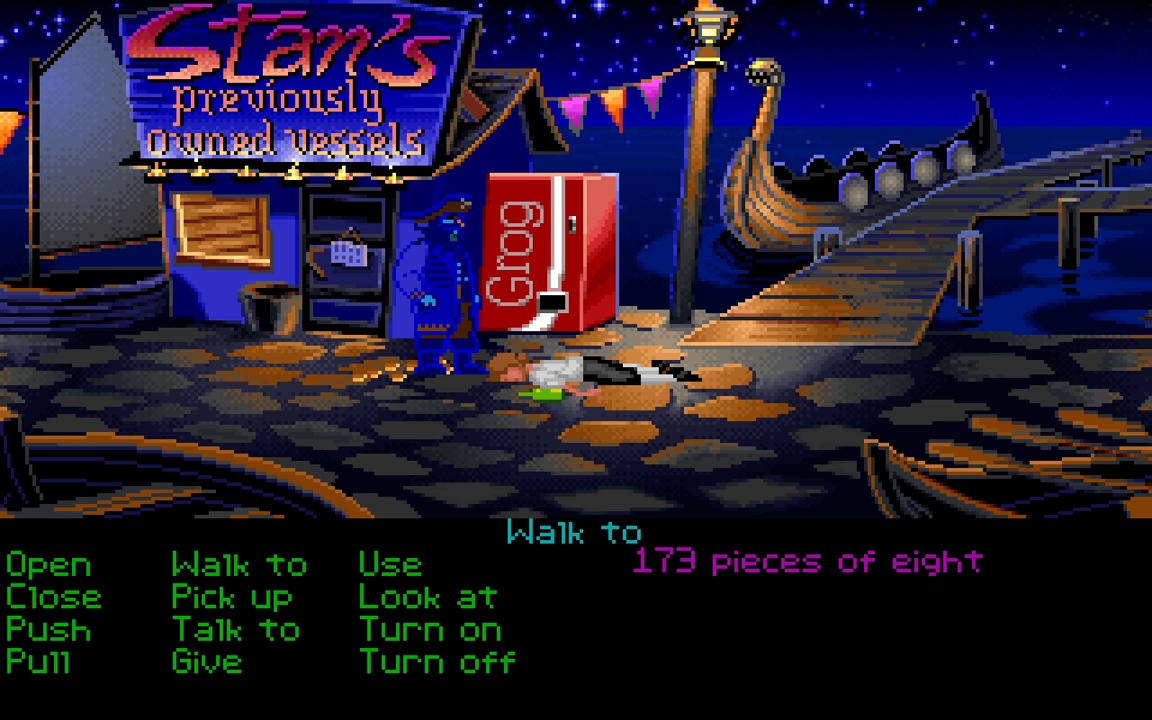 Stan's
previously
owned vessels
Grog
Walk to
Open Walk to Use 173 pieces of eight
Close Pick up Look at
Push Talk to Turn on
Pull Give Turn off